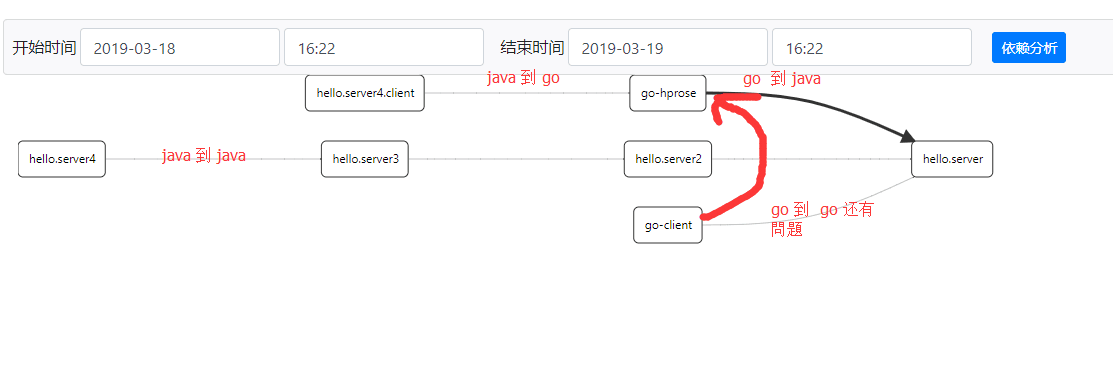 开始时间 2019-03-18 16:22 结束时间 2019-03-19 16:22 依赖分析
java 到 go
go 到 java
hello.server4.client
go-hprose
hello.server4
java 到 java
hello.server3
hello.server2
hello.server
go-client
go 到 go 还有
問題